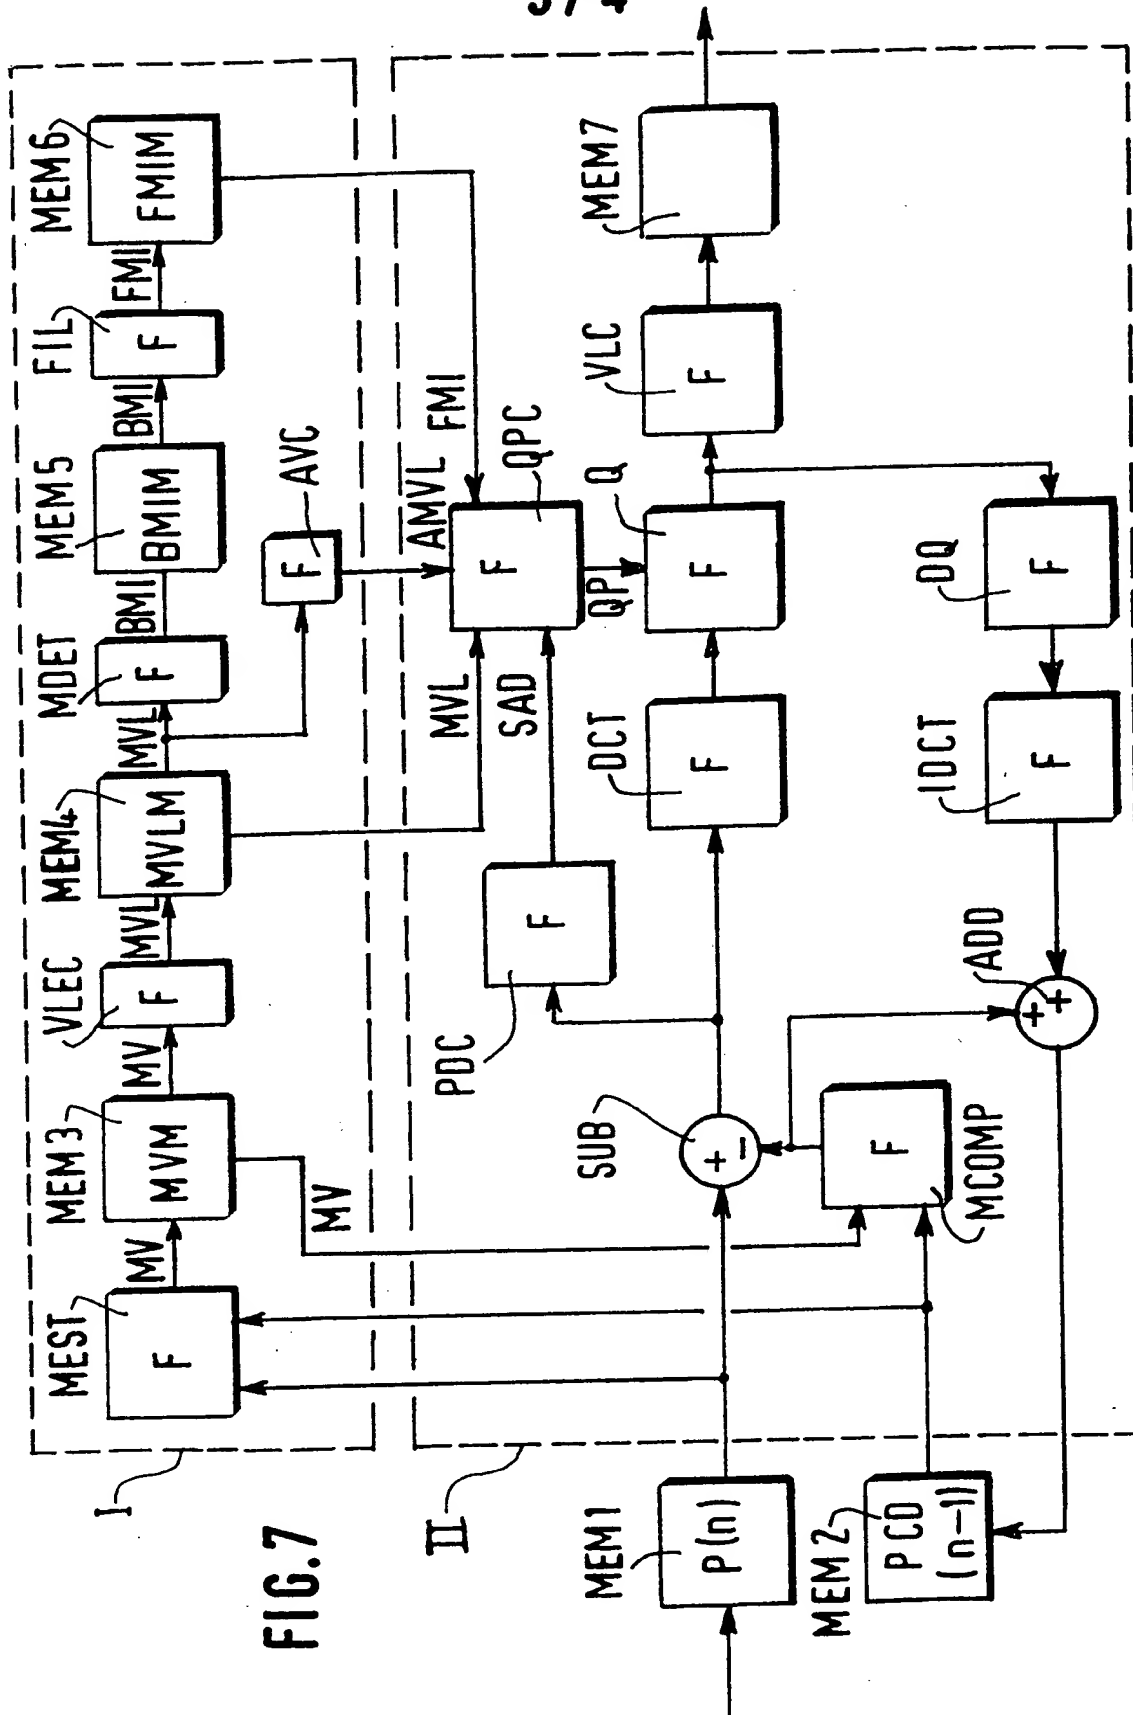 3/4
MEM6
FMIM
FMI
FIL
F
BMI
MEM5
BMIM
BMI
MDET
F
MVL
AVC
F
MEM4
MVLM
MVL
VLEC
F
MV
MEM3
MVM
MV
MV
MEST
F
I
FIG.7
II
FMI
AMVL
QPC
F
MVL
SAD
QP
PDC
F
MEM7
VLC
F
Q
F
DCT
F
SUB
+
−
DQ
F
IDCT
F
ADD
+
+
MCOMP
F
MEM1
P(n)
MEM2
PCD
(n−1)